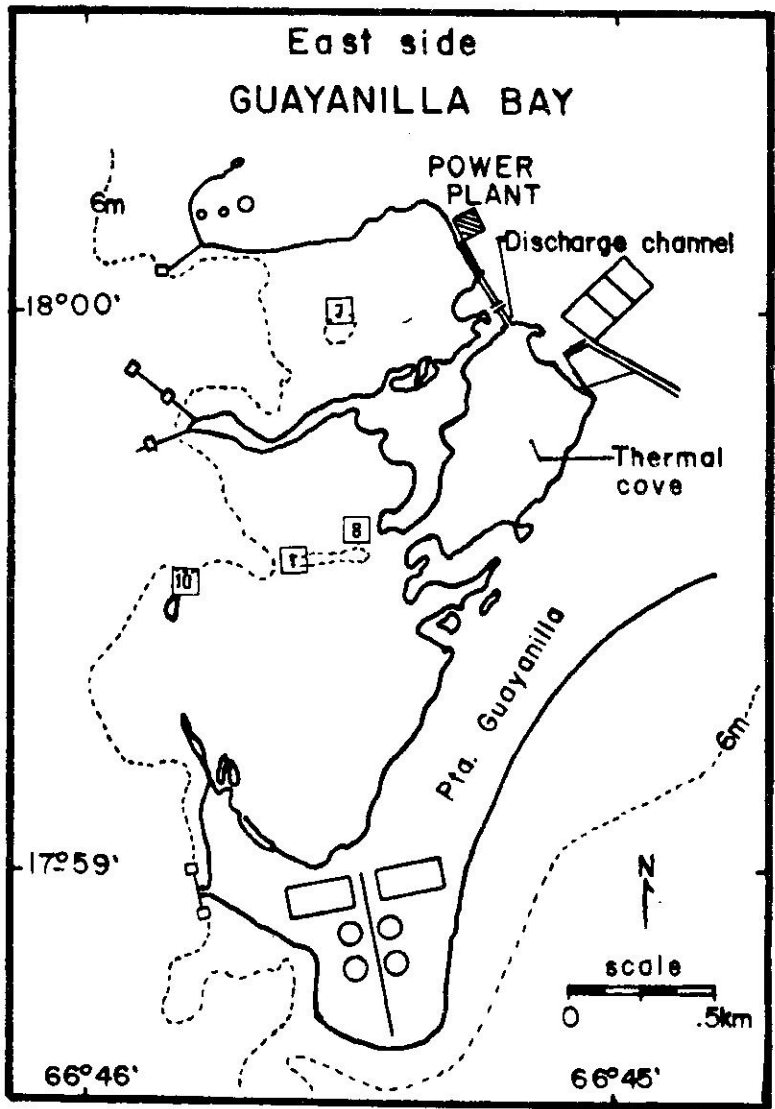 East side
GUAYANILLA BAY
POWER
PLANT
6m
Discharge channel
18°00'
7
Thermal
cove
8
10
Pta. Guayanilla
6m
17°59'
N
scale
0 .5km
66°46' 66°45'